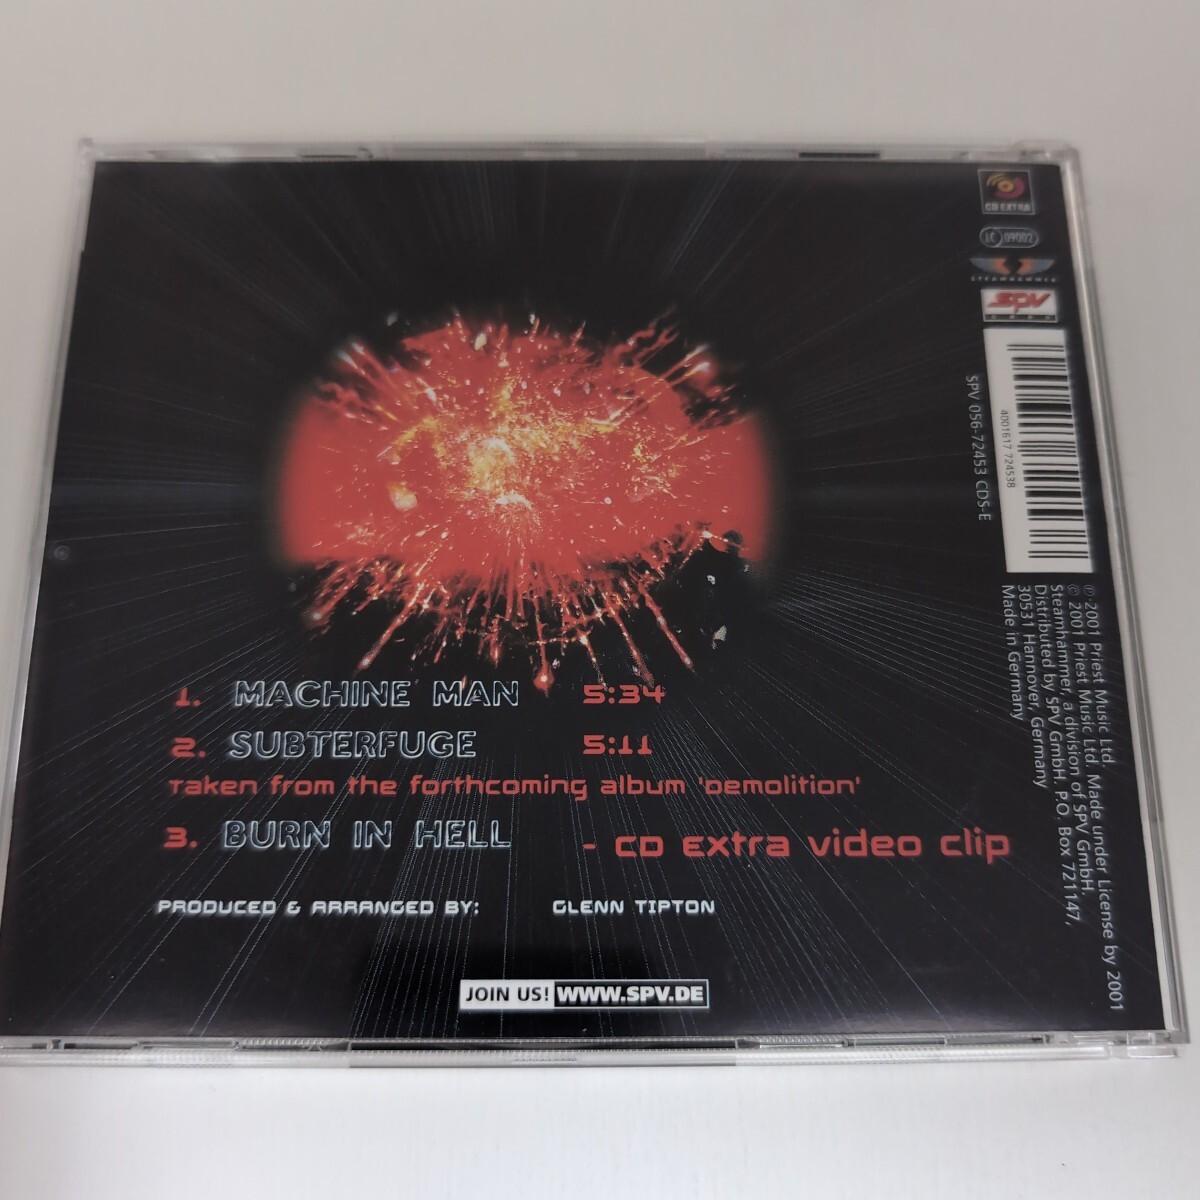 1. MACHINE MAN 5:34
2. SUBTERFUGE 5:11
Taken from the forthcoming album 'Demolition'
3. BURN IN HELL - CD Extra video clip
PRODUCED & ARRANGED BY: GLENN TIPTON
JOIN US! WWW.SPV.DE
CD EXTRA
LC 09002
STEAMHAMMER
SPV
4001617 724538
SPV 056-72453 CDS-E
℗ 2001 Priest Music Ltd.
© 2001 Priest Music Ltd. Made under License by 2001
Steamhammer, a division of SPV GmbH.
Distributed by SPV GmbH, P.O. Box 721147,
30531 Hannover, Germany
Made in Germany